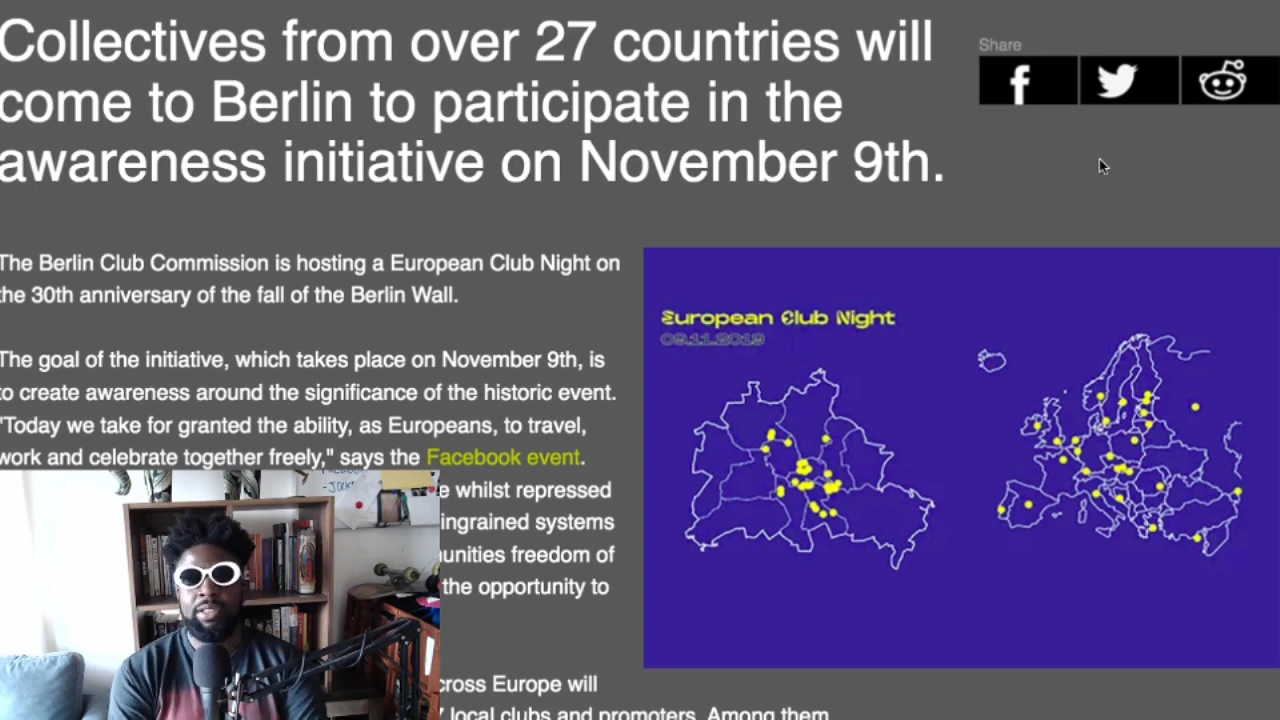 Collectives from over 27 countries will
come to Berlin to participate in the
awareness initiative on November 9th.
Share
The Berlin Club Commission is hosting a European Club Night on
the 30th anniversary of the fall of the Berlin Wall.
The goal of the initiative, which takes place on November 9th, is
to create awareness around the significance of the historic event.
"Today we take for granted the ability, as Europeans, to travel,
work and celebrate together freely," says the Facebook event.
whilst repressed
ingrained systems
freedom of
the opportunity to
Europe will
local clubs and promoters. Among them
European Club Night
09.11.2019